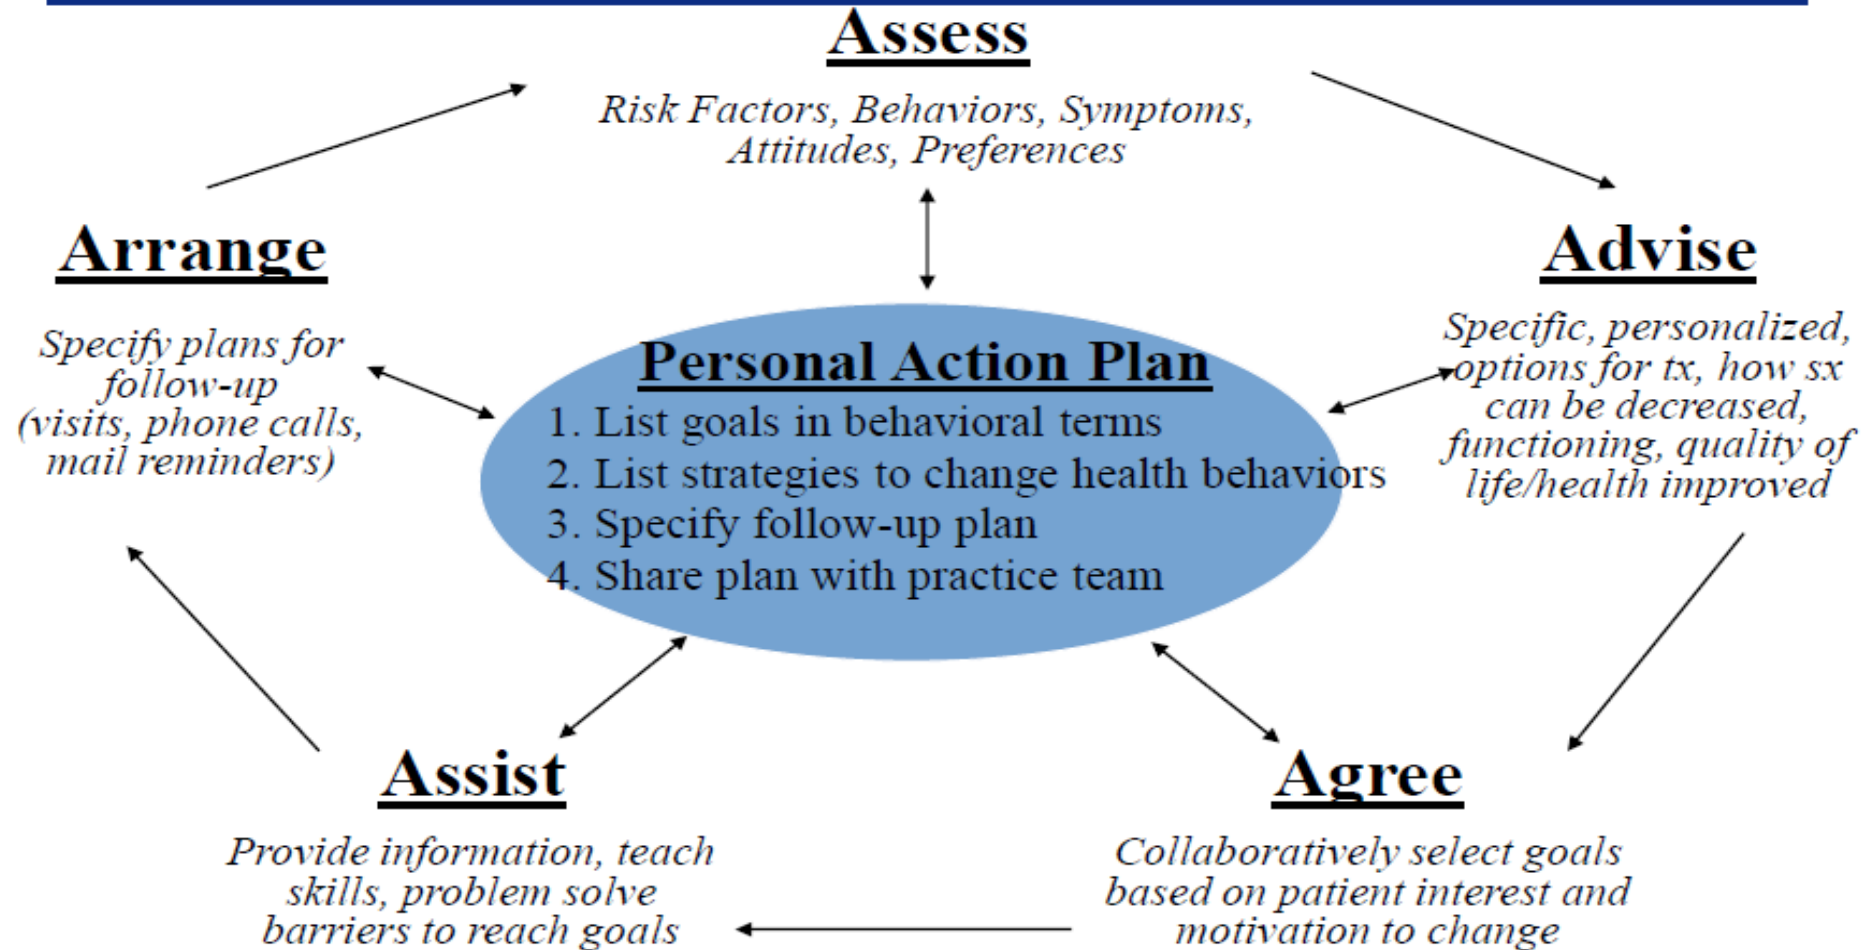 Assess
Risk Factors, Behaviors, Symptoms,
Attitudes, Preferences
Arrange
Specify plans for
follow-up
(visits, phone calls,
mail reminders)
Advise
Specific, personalized,
options for tx, how sx
can be decreased,
functioning, quality of
life/health improved
Personal Action Plan
1. List goals in behavioral terms
2. List strategies to change health behaviors
3. Specify follow-up plan
4. Share plan with practice team
Assist
Provide information, teach
skills, problem solve
barriers to reach goals
Agree
Collaboratively select goals
based on patient interest and
motivation to change